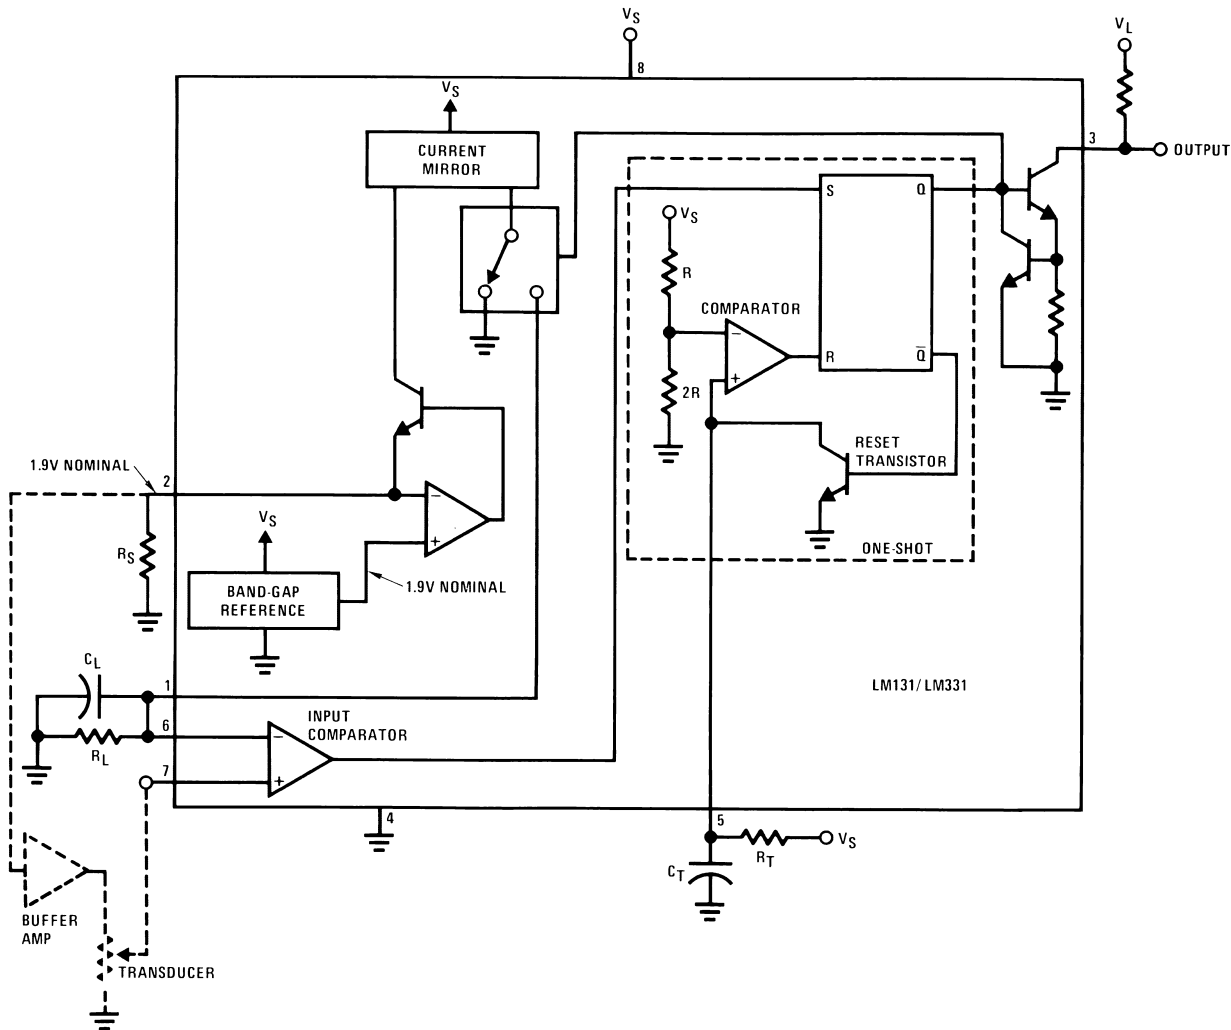 VS
8
VL
3
OUTPUT
VS
CURRENT
MIRROR
S
Q
VS
R
COMPARATOR
−
+
R
Q̅
2R
RESET
TRANSISTOR
ONE-SHOT
1.9V NOMINAL
2
−
+
VS
RS
BAND-GAP
REFERENCE
1.9V NOMINAL
CL
1
6
RL
7
INPUT
COMPARATOR
−
+
LM131/LM331
4
5
RT
VS
CT
BUFFER
AMP
TRANSDUCER